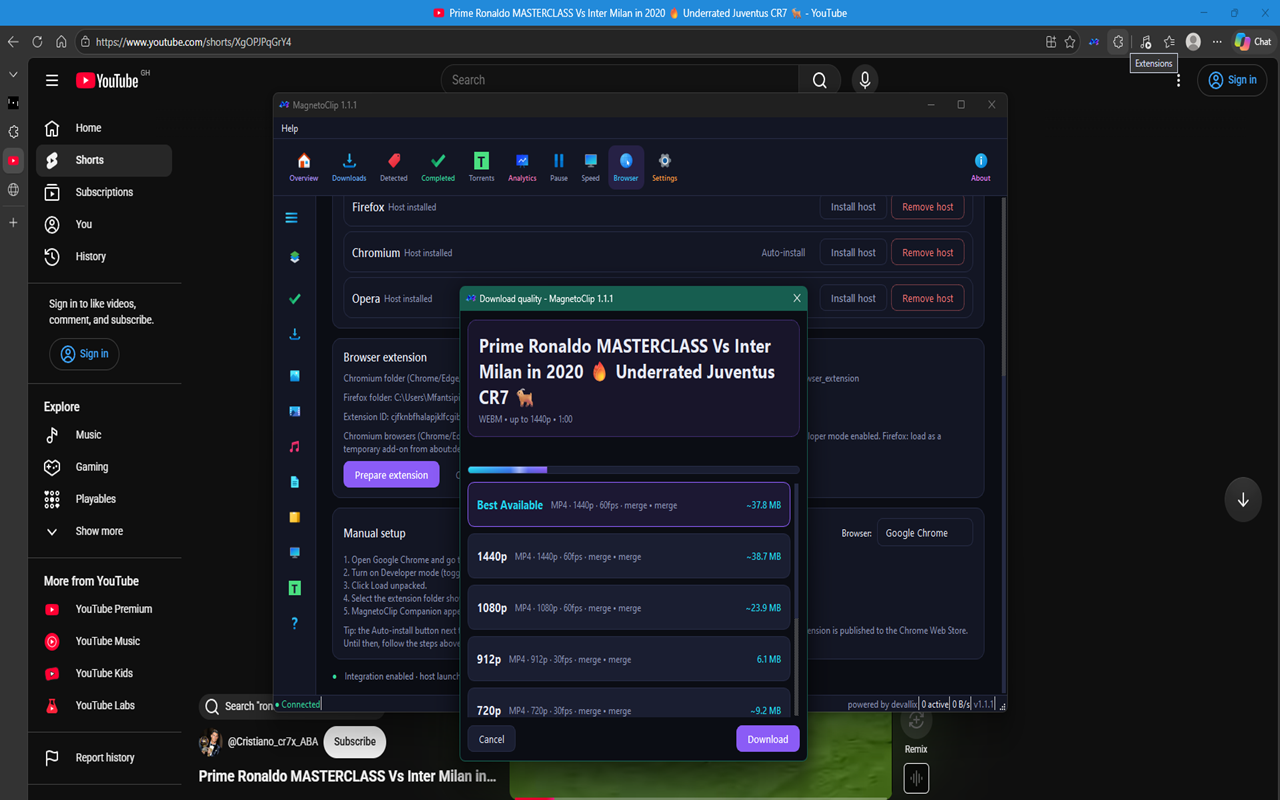 Prime Ronaldo MASTERCLASS Vs Inter Milan in 2020 🔥 Underrated Juventus CR7 🐐 - YouTube
https://www.youtube.com/shorts/XgOPJPqGrY4
Chat
Extensions
YouTube GH
Search
Sign in
Home
Shorts
Subscriptions
You
History
Sign in to like videos,
comment, and subscribe.
Sign in
Explore
Music
Gaming
Playables
Show more
More from YouTube
YouTube Premium
YouTube Music
YouTube Kids
YouTube Labs
Report history
MagnetoClip 1.1.1
Help
Overview Downloads Detected Completed Torrents Analytics Pause Speed Browser Settings About
Firefox Host installed Install host Remove host
Chromium Host installed Auto-install Install host Remove host
Opera Host installed Install host Remove host
Browser extension
Chromium folder (Chrome/Edge
Firefox folder: C:\Users\Mfantsipi
Extension ID: cjfknbfhalapjklfcgib
Chromium browsers (Chrome/Ed
loper mode enabled. Firefox: load as a
temporary add-on from about:de
Prepare extension
Manual setup
Browser: Google Chrome
1. Open Google Chrome and go t
2. Turn on Developer mode (togg
3. Click Load unpacked.
4. Select the extension folder sho
5. MagnetoClip Companion appe
Tip: the Auto-install button next t
ension is published to the Chrome Web Store.
Until then, follow the steps above
Integration enabled · host launch
Connected
powered by devallix 0 active 0 B/s v1.1.1
Download quality - MagnetoClip 1.1.1
Prime Ronaldo MASTERCLASS Vs Inter
Milan in 2020 🔥 Underrated Juventus
CR7 🐐
WEBM • up to 1440p • 1:00
Best Available MP4 · 1440p · 60fps · merge • merge ~37.8 MB
1440p MP4 · 1440p · 60fps · merge • merge ~38.7 MB
1080p MP4 · 1080p · 60fps · merge • merge ~23.9 MB
912p MP4 · 912p · 30fps · merge • merge 6.1 MB
720p MP4 · 720p · 30fps · merge • merge ~9.2 MB
Cancel
Download
Search "ron
@Cristiano_cr7x_ABA
Subscribe
Prime Ronaldo MASTERCLASS Vs Inter Milan in...
Remix